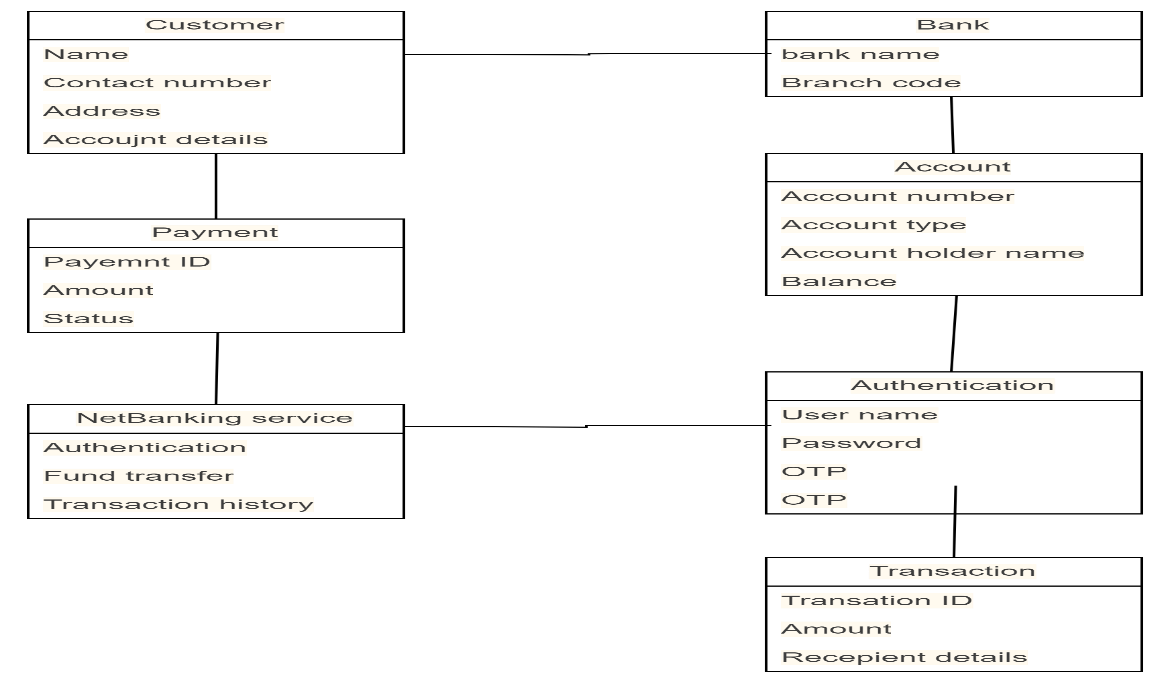 Customer
Name
Contact number
Address
Accoujnt details
Bank
bank name
Branch code
Account
Account number
Account type
Account holder name
Balance
Payment
Payemnt ID
Amount
Status
NetBanking service
Authentication
Fund transfer
Transaction history
Authentication
User name
Password
OTP
OTP
Transaction
Transation ID
Amount
Recepient details